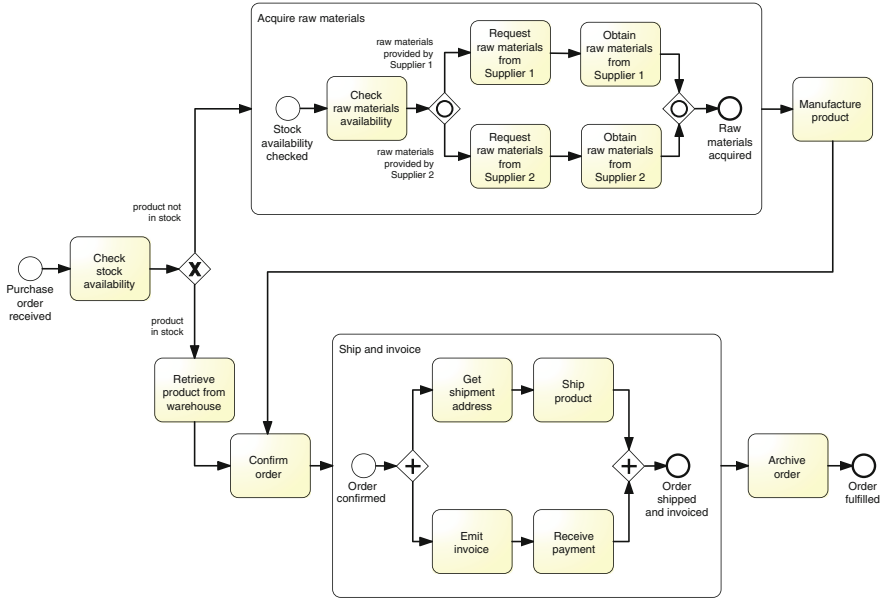 Acquire raw materials
raw materials
provided by
Supplier 1
Request
raw materials
from
Supplier 1
Obtain
raw materials
from
Supplier 1
Check
raw materials
availability
Stock
availability
checked
raw materials
provided by
Supplier 2
Request
raw materials
from
Supplier 2
Obtain
raw materials
from
Supplier 2
Raw
materials
acquired
Manufacture
product
product not
in stock
Purchase
order
received
Check
stock
availability
X
product
in stock
Retrieve
product from
warehouse
Confirm
order
Ship and invoice
Get
shipment
address
Ship
product
Order
confirmed
Emit
invoice
Receive
payment
Order
shipped
and invoiced
Archive
order
Order
fulfilled